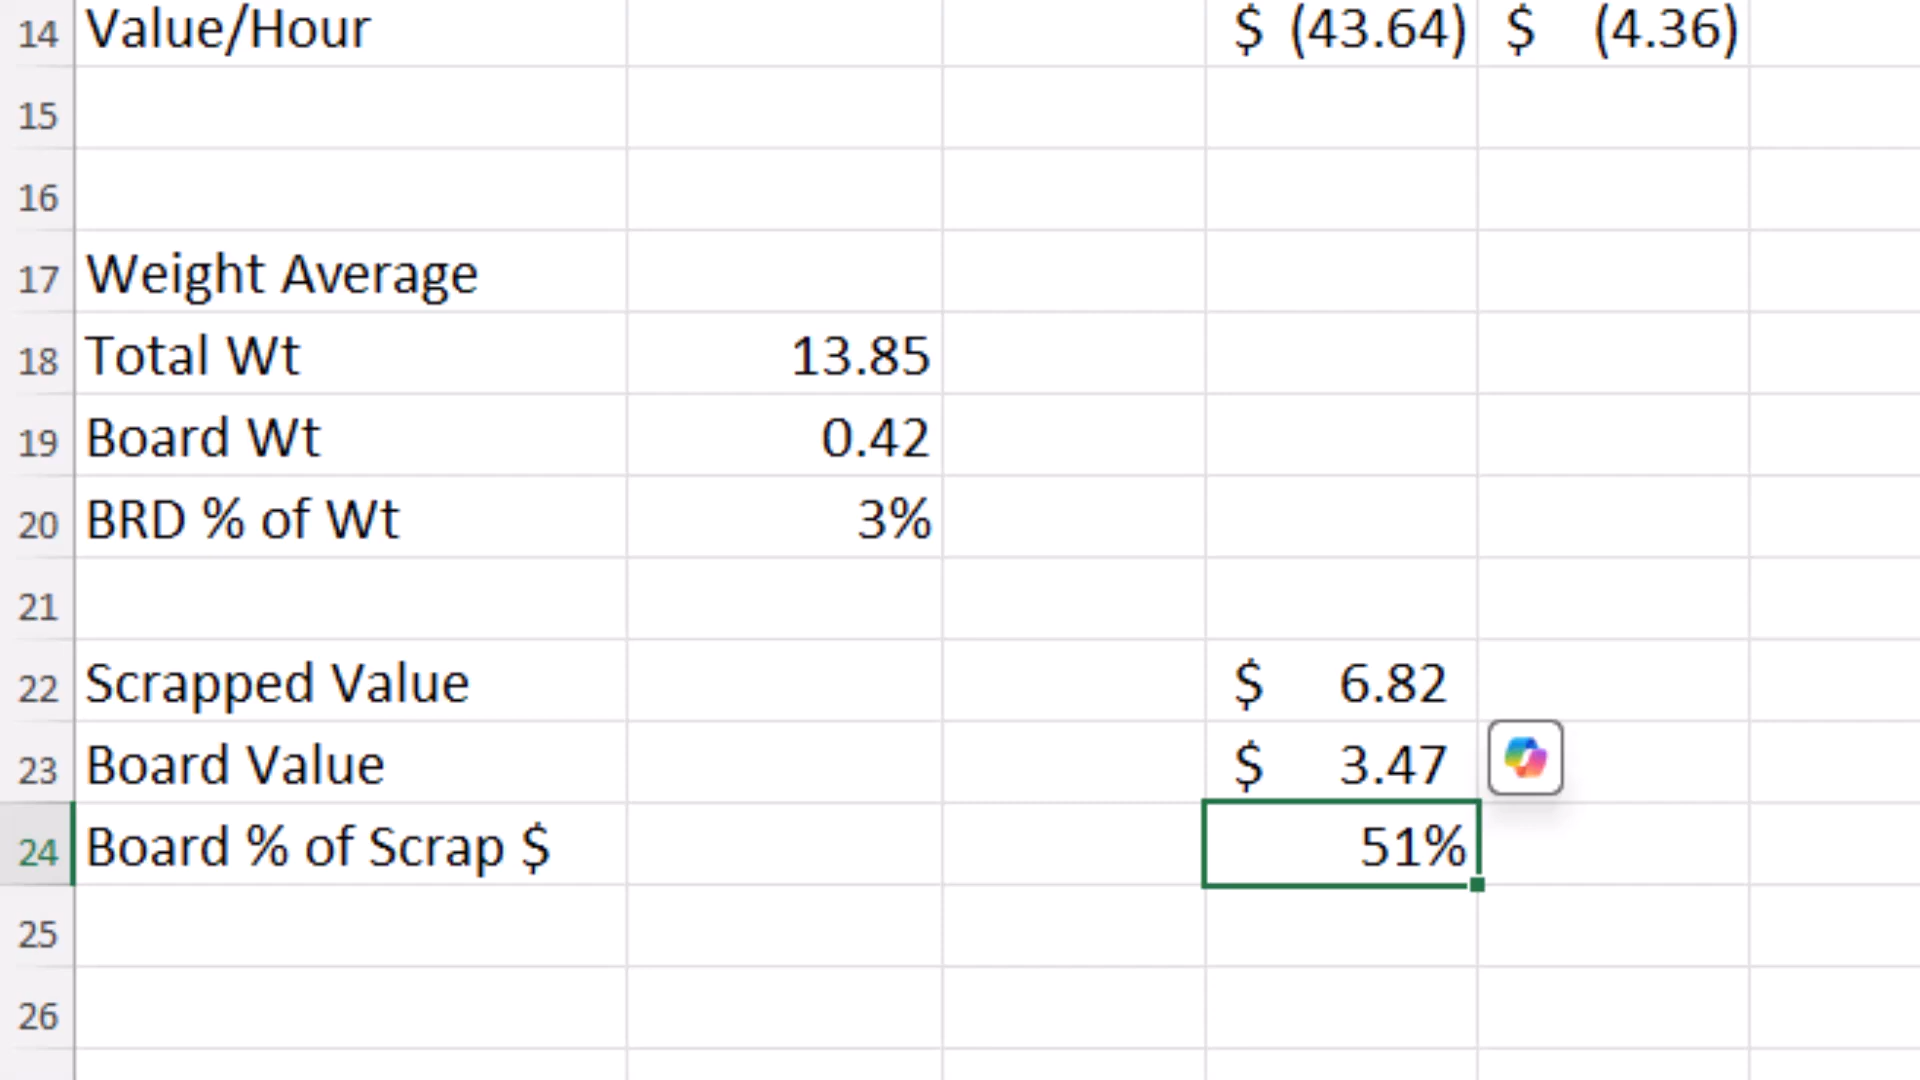 14 Value/Hour $ (43.64) $ (4.36)
15
16
17 Weight Average
18 Total Wt 13.85
19 Board Wt 0.42
20 BRD % of Wt 3%
21
22 Scrapped Value $ 6.82
23 Board Value $ 3.47
24 Board % of Scrap $ 51%
25
26